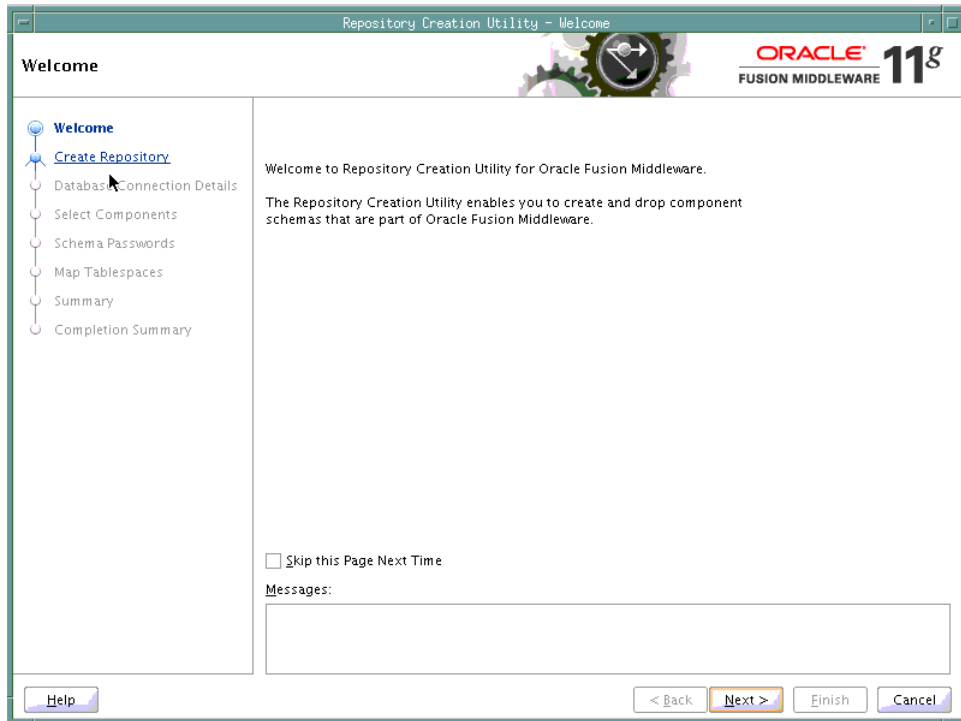 Repository Creation Utility - Welcome
Welcome
ORACLE 11g
FUSION MIDDLEWARE
Welcome
Create Repository
Database Connection Details
Select Components
Schema Passwords
Map Tablespaces
Summary
Completion Summary
Welcome to Repository Creation Utility for Oracle Fusion Middleware.
The Repository Creation Utility enables you to create and drop component
schemas that are part of Oracle Fusion Middleware.
Skip this Page Next Time
Messages:
Help
< Back
Next >
Finish
Cancel